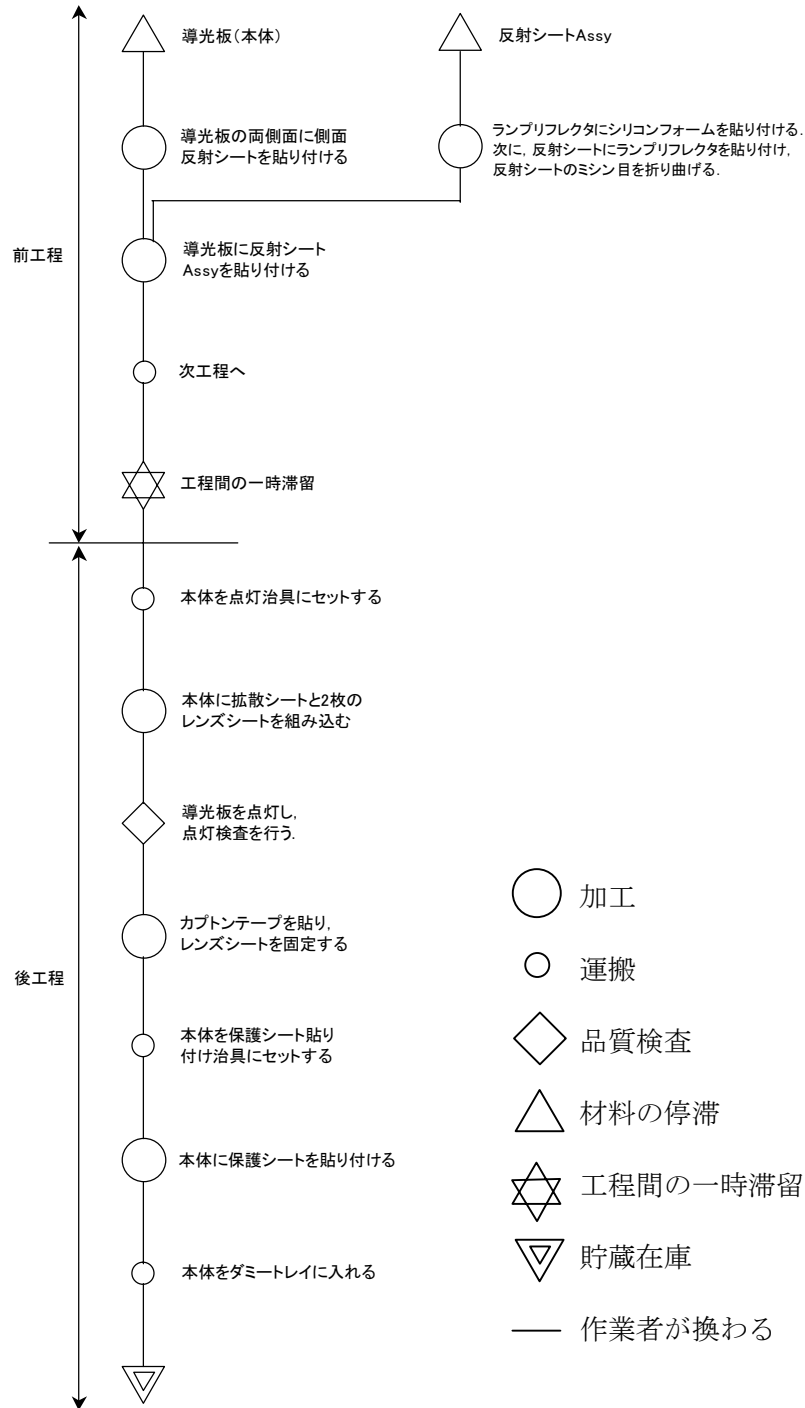 導光板(本体)
反射シートAssy
導光板の両側面に側面
反射シートを貼り付ける
ランプリフレクタにシリコンフォームを貼り付ける.
次に, 反射シートにランプリフレクタを貼り付け,
反射シートのミシン目を折り曲げる.
前工程
導光板に反射シート
Assyを貼り付ける
次工程へ
工程間の一時滞留
本体を点灯治具にセットする
本体に拡散シートと2枚の
レンズシートを組み込む
導光板を点灯し,
点灯検査を行う.
カプトンテープを貼り,
レンズシートを固定する
後工程
本体を保護シート貼り
付け治具にセットする
本体に保護シートを貼り付ける
本体をダミートレイに入れる
加工
運搬
品質検査
材料の停滞
工程間の一時滞留
貯蔵在庫
作業者が換わる